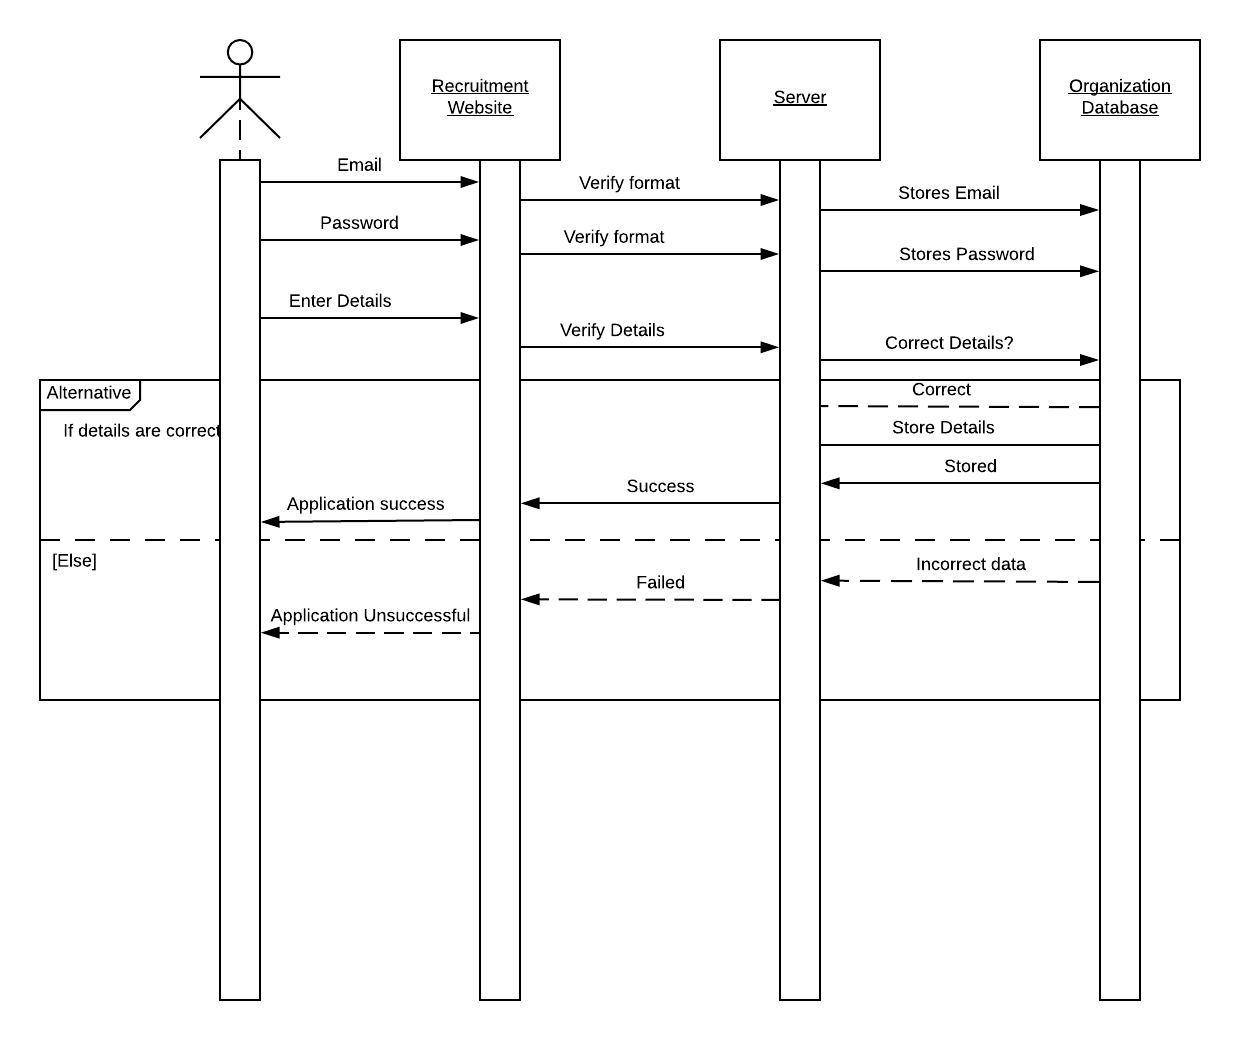 Recruitment
Website
Server
Organization
Database
Email
Verify format
Stores Email
Password
Verify format
Stores Password
Enter Details
Verify Details
Correct Details?
Alternative
Correct
If details are correct
Store Details
Stored
Success
Application success
[Else]
Incorrect data
Failed
Application Unsuccessful